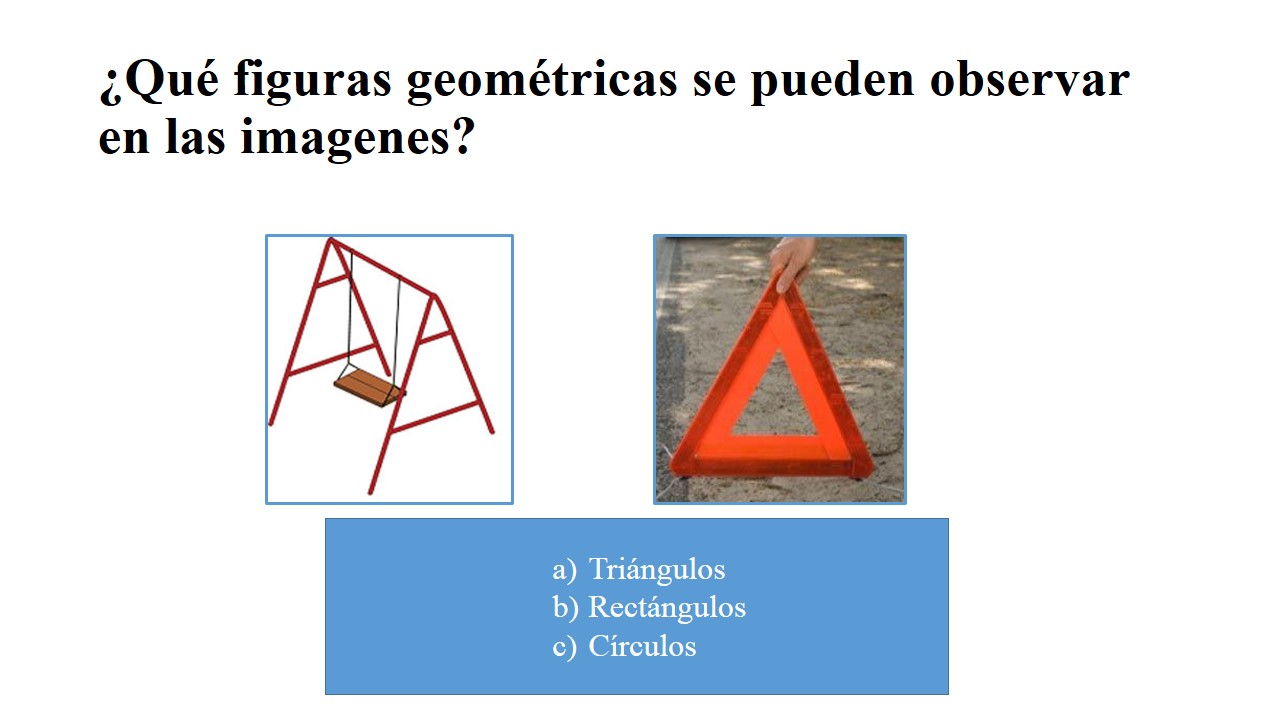 ¿Qué figuras geométricas se pueden observar
en las imagenes?
a) Triángulos
b) Rectángulos
c) Círculos